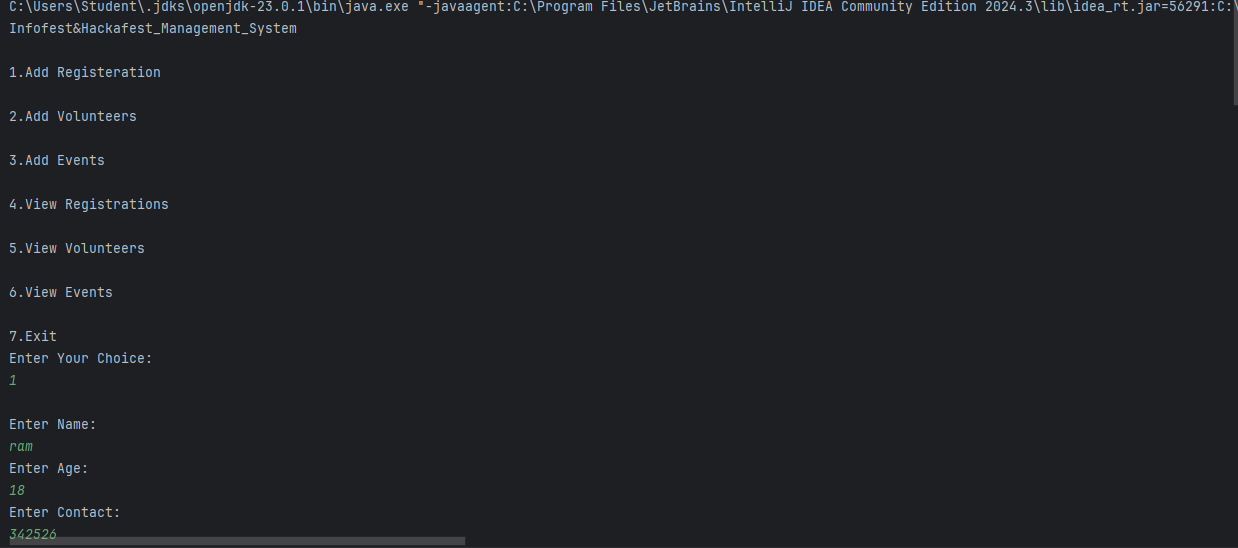 C:\Users\Student\.jdks\openjdk-23.0.1\bin\java.exe "-javaagent:C:\Program Files\JetBrains\IntelliJ IDEA Community Edition 2024.3\lib\idea_rt.jar=56291:C:\
Infofest&Hackafest_Management_System
1.Add Registeration
2.Add Volunteers
3.Add Events
4.View Registrations
5.View Volunteers
6.View Events
7.Exit
Enter Your Choice:
1
Enter Name:
ram
Enter Age:
18
Enter Contact:
342526